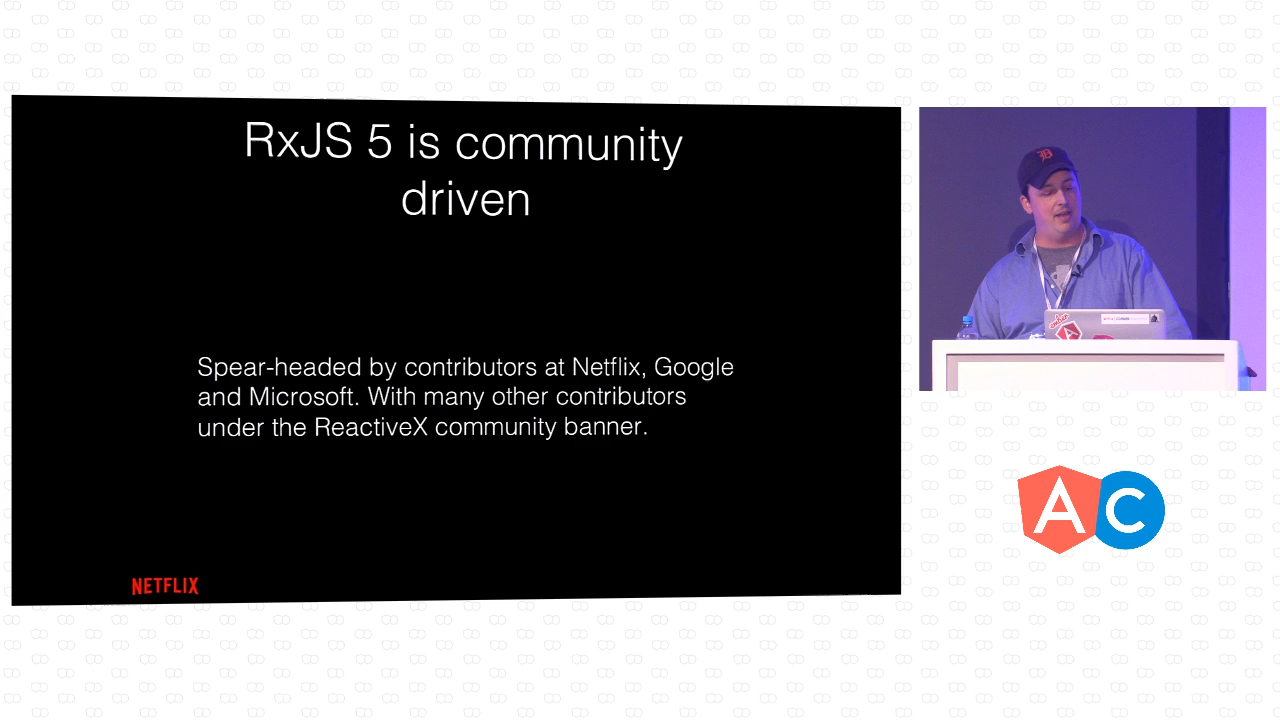 RxJS 5 is community
driven
Spear-headed by contributors at Netflix, Google
and Microsoft. With many other contributors
under the ReactiveX community banner.
NETFLIX
AC